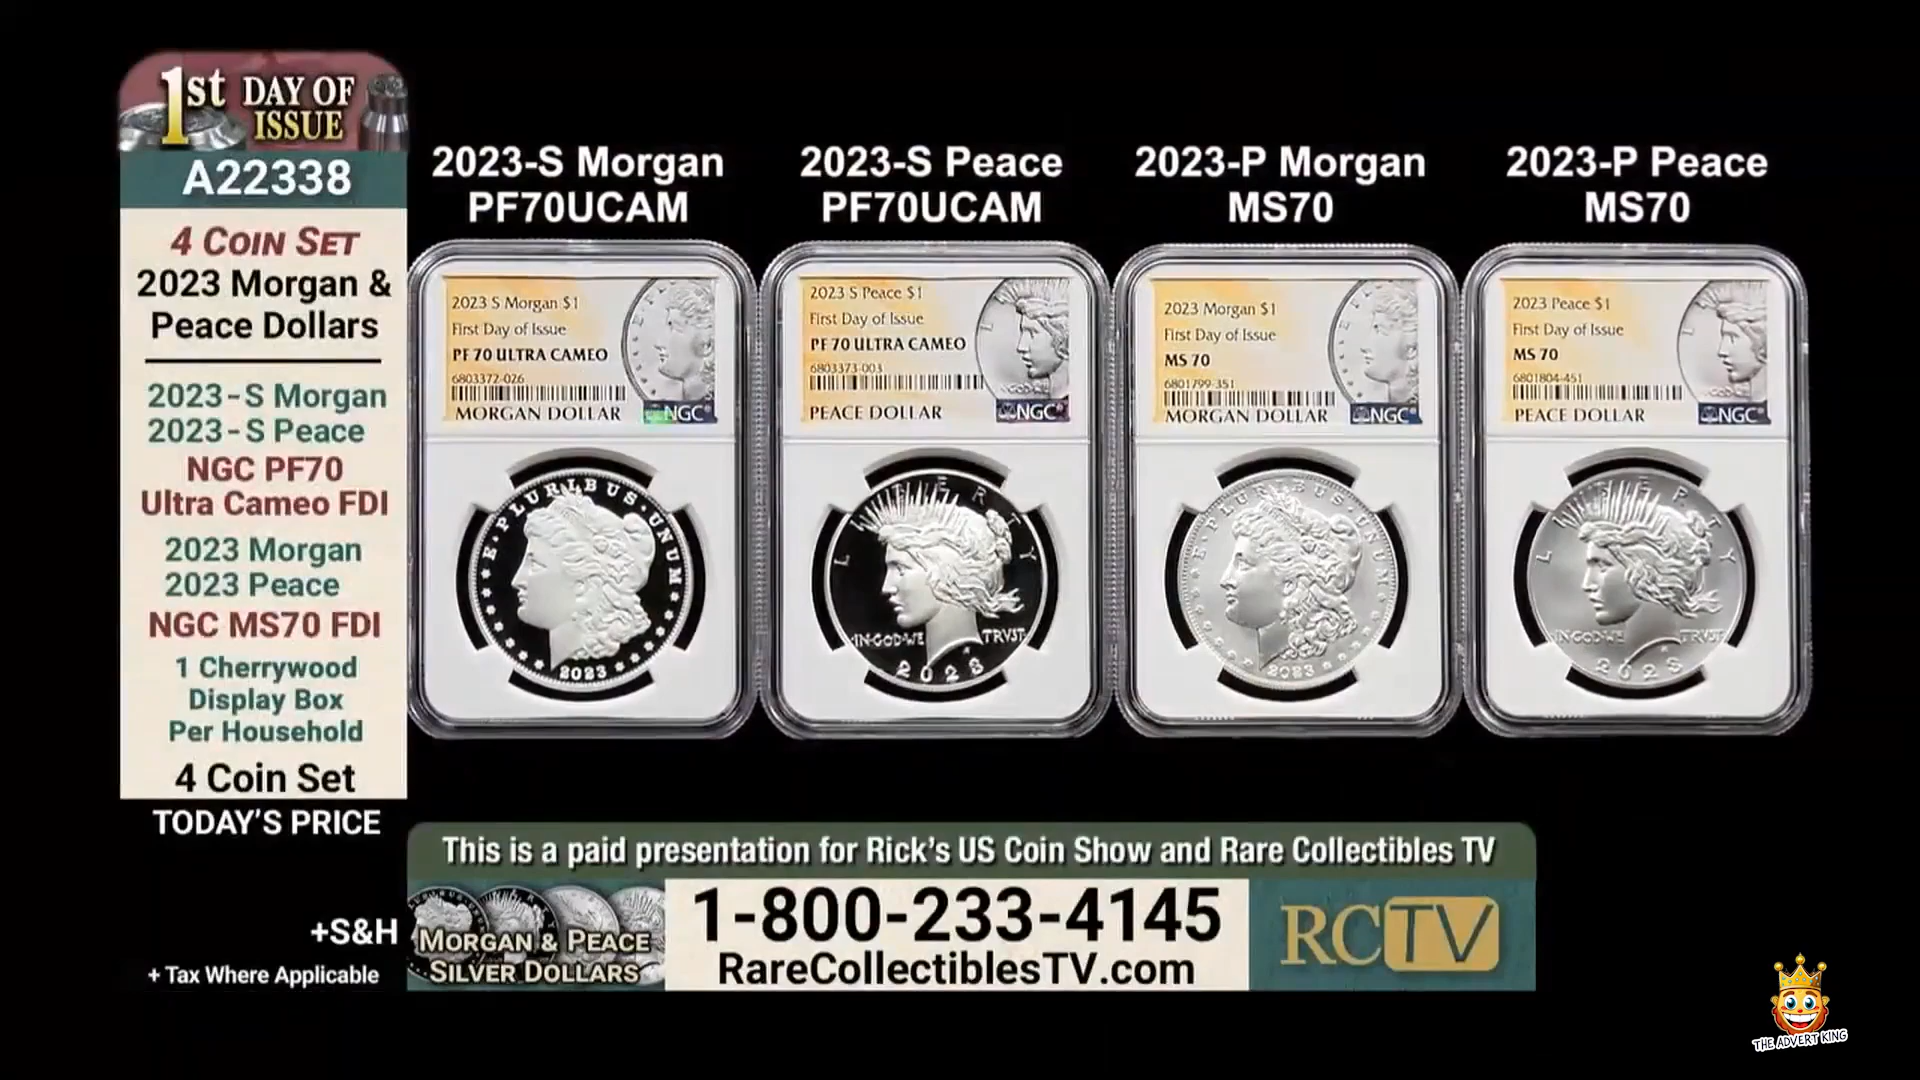 1st DAY OF
ISSUE
A22338
4 COIN SET
2023 Morgan &
Peace Dollars
2023-S Morgan
2023-S Peace
NGC PF70
Ultra Cameo FDI
2023 Morgan
2023 Peace
NGC MS70 FDI
1 Cherrywood
Display Box
Per Household
4 Coin Set
TODAY'S PRICE
+S&H
+ Tax Where Applicable
2023-S Morgan
PF70UCAM
2023 S Morgan $1
First Day of Issue
PF 70 ULTRA CAMEO
6803372-026
MORGAN DOLLAR
NGC
E·PLURIBUS·UNUM
2023
2023-S Peace
PF70UCAM
2023 S Peace $1
First Day of Issue
PF 70 ULTRA CAMEO
6803373-003
PEACE DOLLAR
NGC
LIBERTY
IN·GOD·WE TRVST
2023
2023-P Morgan
MS70
2023 Morgan $1
First Day of Issue
MS 70
6801799-351
MORGAN DOLLAR
NGC
E·PLURIBUS·UNUM
2023
2023-P Peace
MS70
2023 Peace $1
First Day of Issue
MS 70
6801804-451
PEACE DOLLAR
NGC
LIBERTY
IN·GOD·WE TRVST
2023
This is a paid presentation for Rick's US Coin Show and Rare Collectibles TV
MORGAN & PEACE
SILVER DOLLARS
1-800-233-4145
RareCollectiblesTV.com
RCTV
THE ADVERT KING